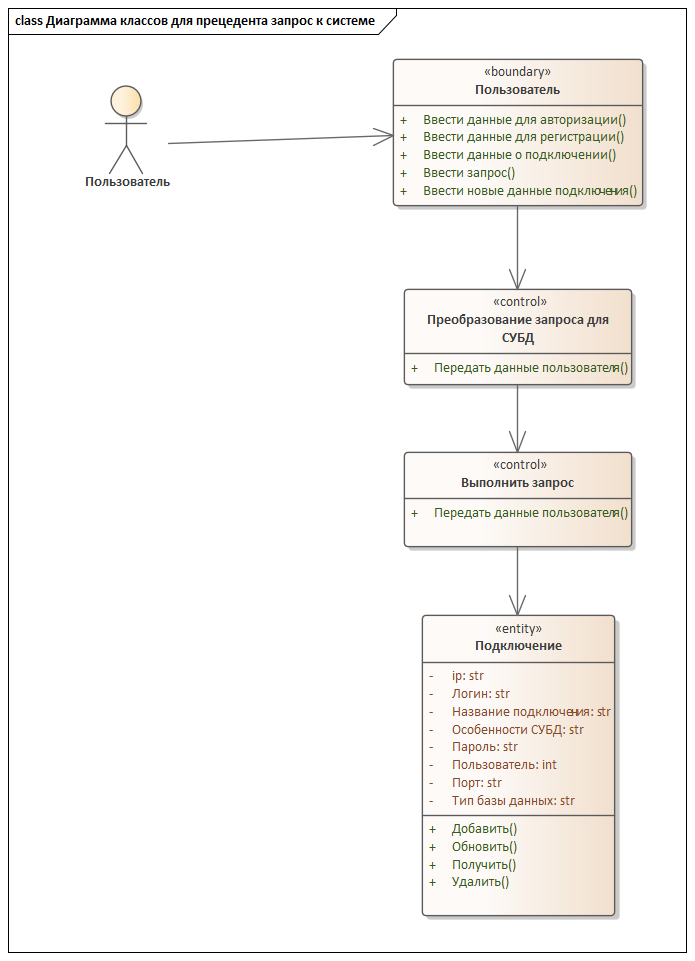 class Диаграмма классов для прецедента запрос к системе
Пользователь
«boundary»
Пользователь
+ Ввести данные для авторизации()
+ Ввести данные для регистрации()
+ Ввести данные о подключении()
+ Ввести запрос()
+ Ввести новые данные подключения()
«control»
Преобразование запроса для
СУБД
+ Передать данные пользователя()
«control»
Выполнить запрос
+ Передать данные пользователя()
«entity»
Подключение
- ip: str
- Логин: str
- Название подключения: str
- Особенности СУБД: str
- Пароль: str
- Пользователь: int
- Порт: str
- Тип базы данных: str
+ Добавить()
+ Обновить()
+ Получить()
+ Удалить()